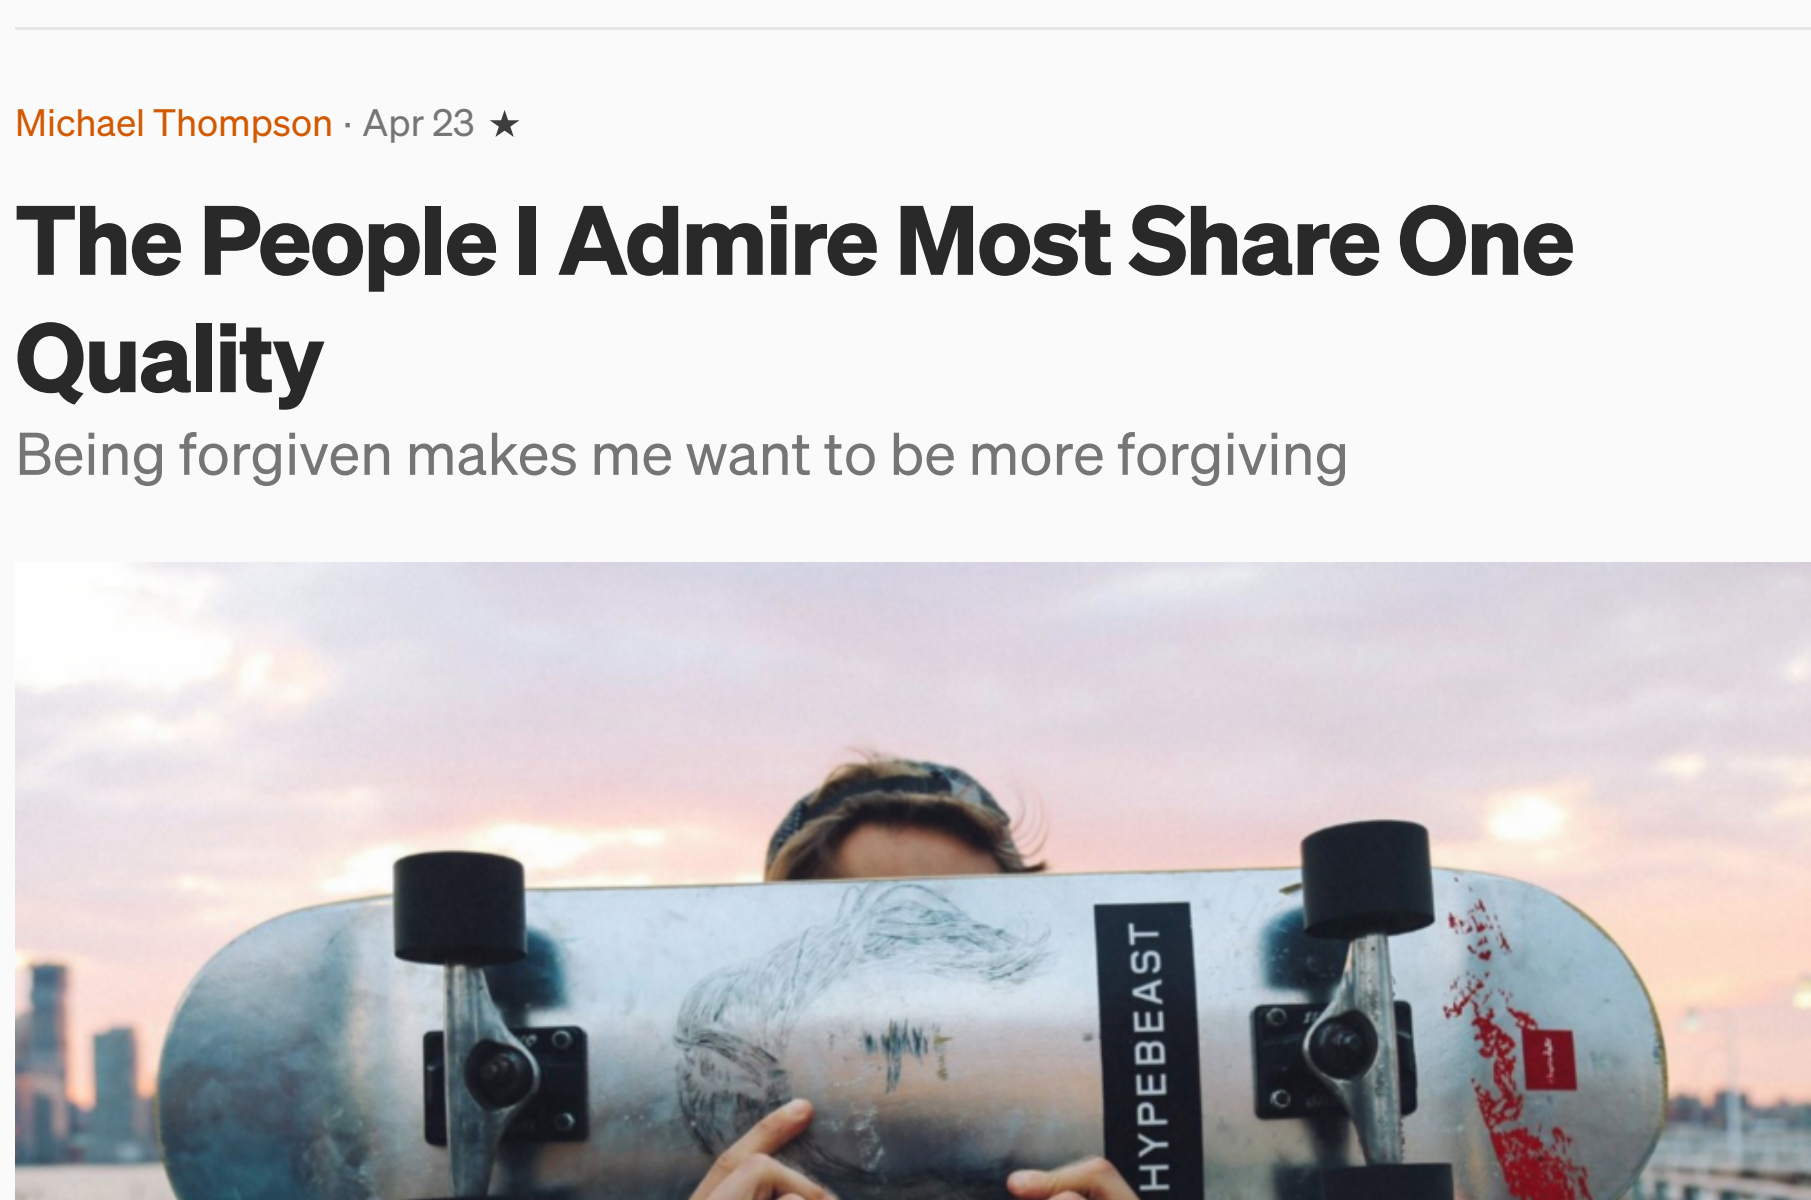 Michael Thompson · Apr 23 ★
The People I Admire Most Share One
Quality
Being forgiven makes me want to be more forgiving
HYPEBEAST